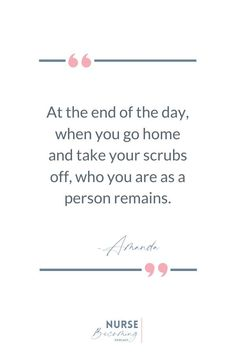 At the end of the day,
when you go home
and take your scrubs
off, who you are as a
person remains.
- Amanda
NURSE
Becoming
PODCAST